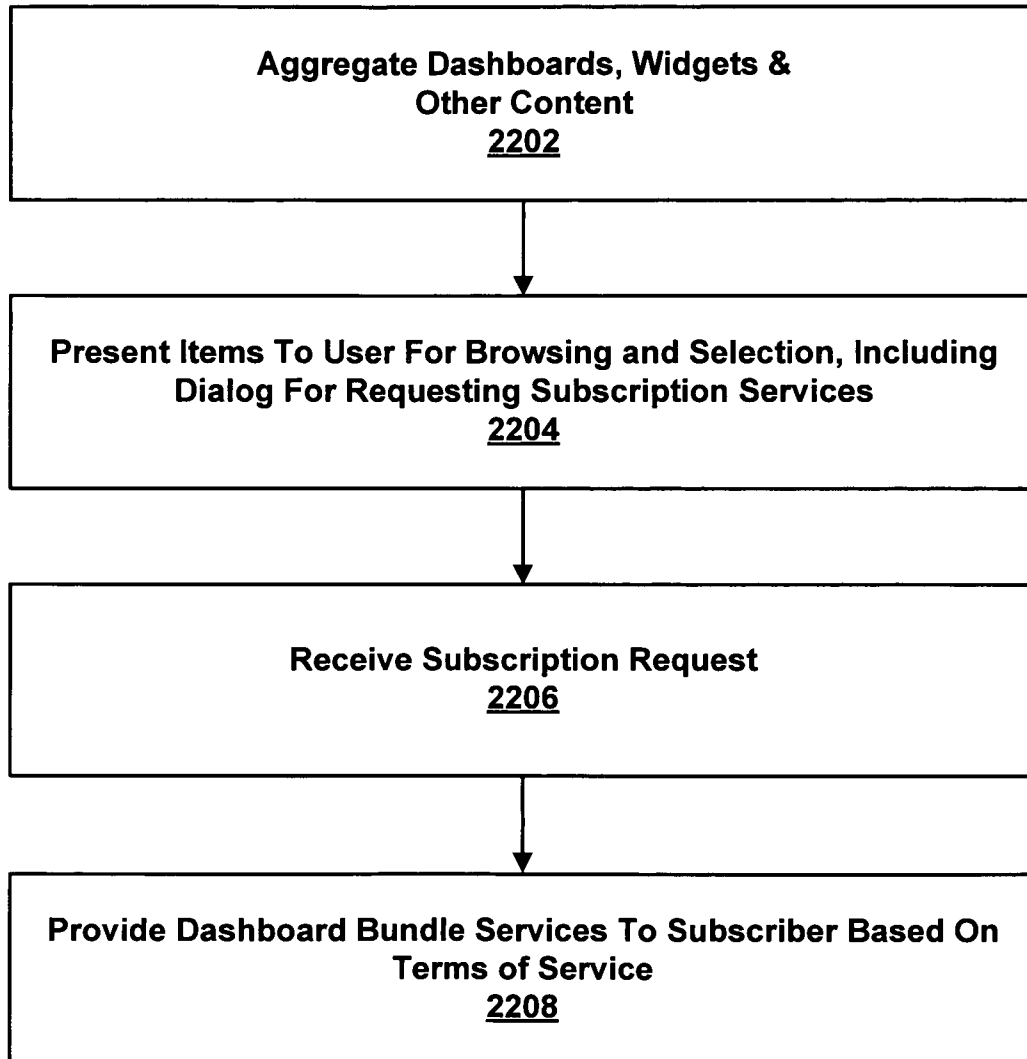 Aggregate Dashboards, Widgets &
Other Content
2202
Present Items To User For Browsing and Selection, Including
Dialog For Requesting Subscription Services
2204
Receive Subscription Request
2206
Provide Dashboard Bundle Services To Subscriber Based On
Terms of Service
2208